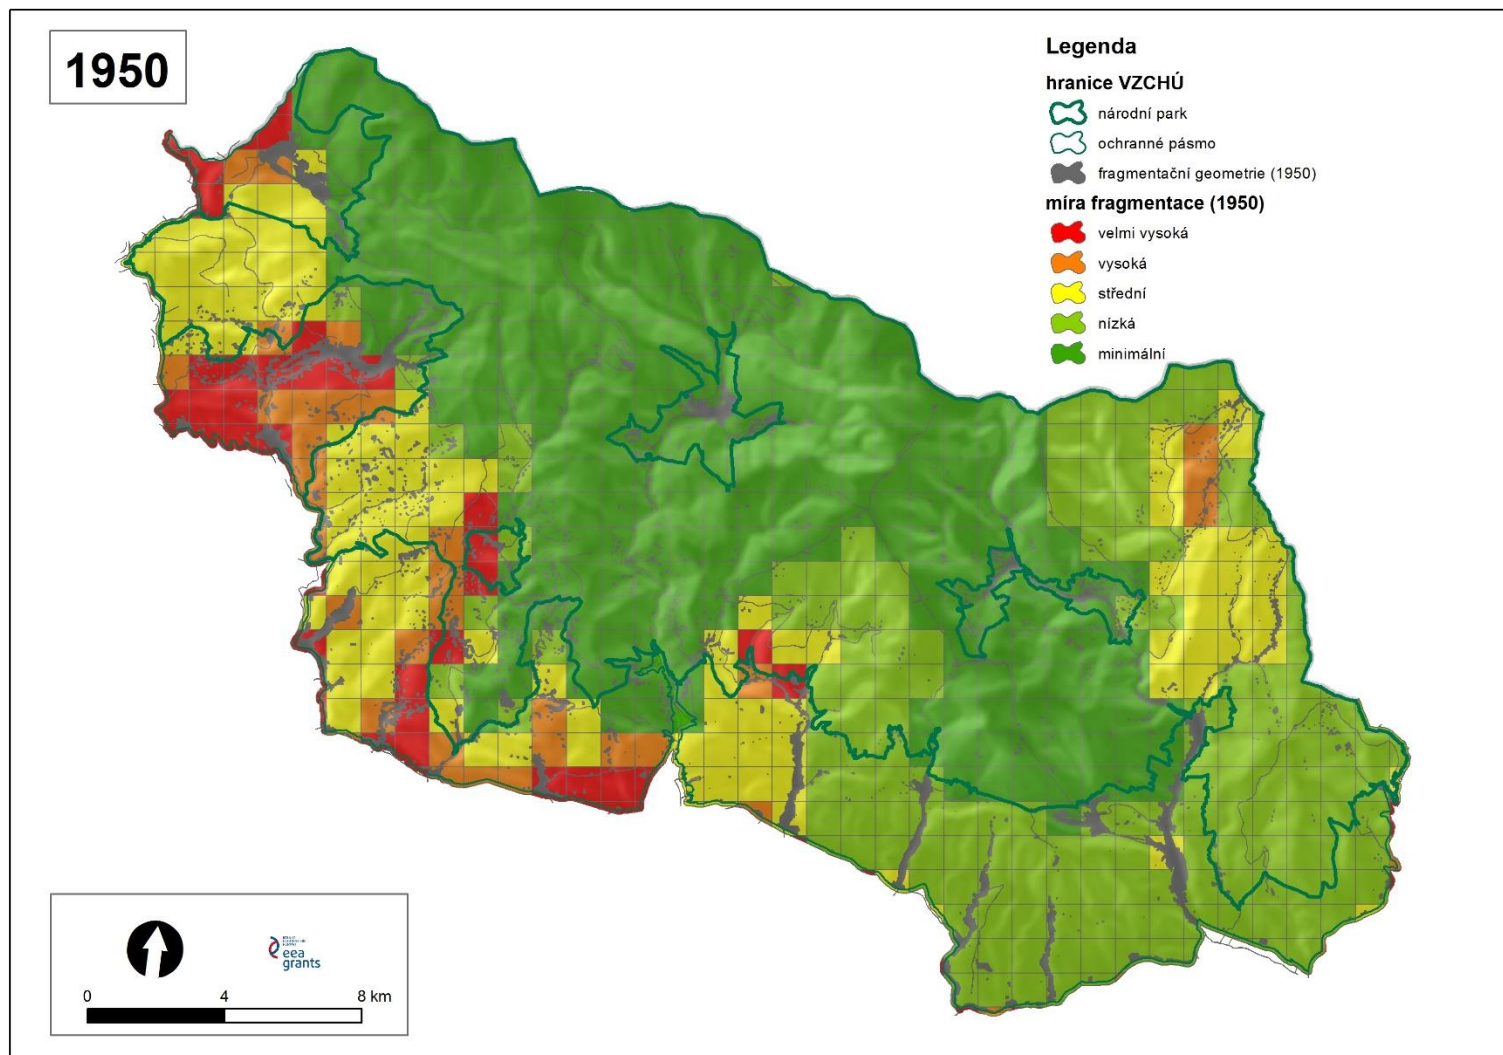 1950
Legenda
hranice VZCHÚ
národní park
ochranné pásmo
fragmentační geometrie (1950)
míra fragmentace (1950)
velmi vysoká
vysoká
střední
nízká
minimální
eea
grants
0 4 8 km